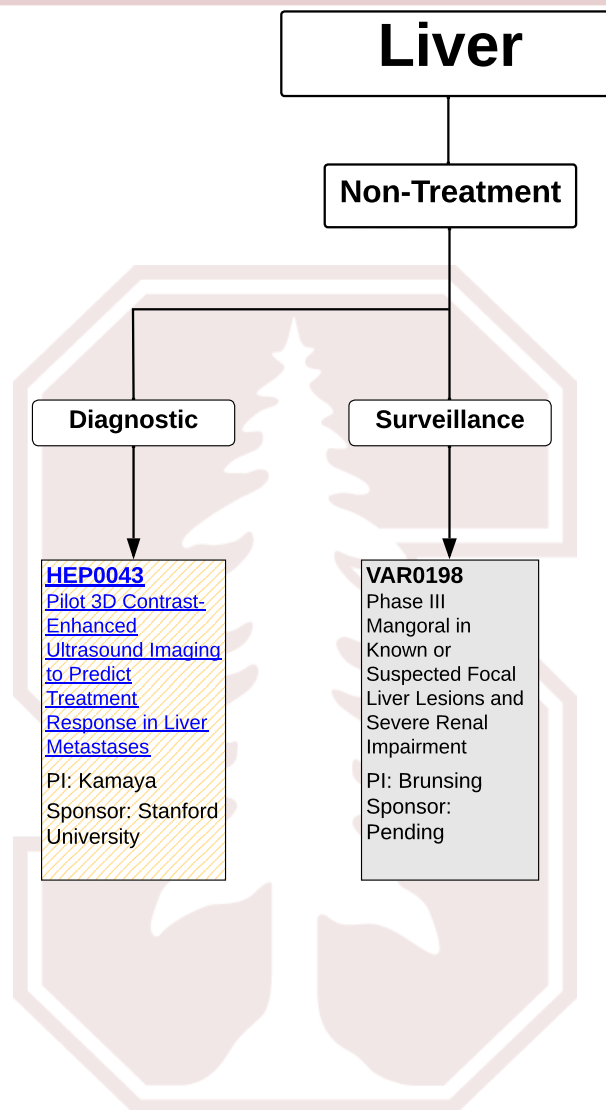 Liver
Non-Treatment
Diagnostic
Surveillance
HEP0043
Pilot 3D Contrast-
Enhanced
Ultrasound Imaging
to Predict
Treatment
Response in Liver
Metastases
PI: Kamaya
Sponsor: Stanford
University
VAR0198
Phase III
Mangoral in
Known or
Suspected Focal
Liver Lesions and
Severe Renal
Impairment
PI: Brunsing
Sponsor:
Pending